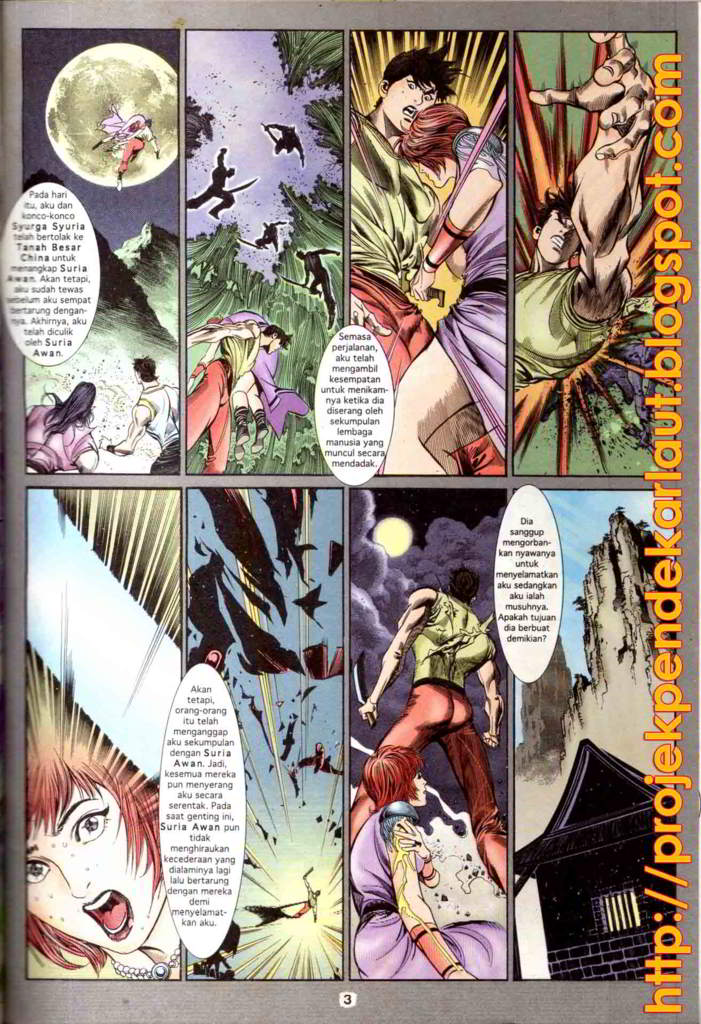 Pada hari
itu, aku dan
konco-konco
Syurga Syuria
telah bertolak ke
Tanah Besar
China untuk
menangkap Suria
Awan. Akan tetapi,
aku sudah tewas
sebelum aku sempat
bertarung dengan-
nya. Akhirnya, aku
telah diculik
oleh Suria
Awan.
Semasa
perjalanan,
aku telah
mengambil
kesempatan
untuk menikam-
nya ketika dia
diserang oleh
sekumpulan
lembaga
manusia yang
muncul secara
mendadak.
Akan
tetapi,
orang-orang
itu telah
menganggap
aku sekumpulan
dengan Suria
Awan. Jadi,
kesemua mereka
pun menyerang
aku secara
serentak. Pada
saat genting ini,
Suria Awan pun
tidak
menghiraukan
kecederaan yang
dialaminya lagi
lalu bertarung
dengan mereka
demi
menyelamat-
kan aku.
Dia
sanggup
mengorban-
kan nyawanya
untuk
menyelamatkan
aku sedangkan
aku ialah
musuhnya.
Apakah tujuan
dia berbuat
demikian?
3
http://projekpendekarlaut.blogspot.com